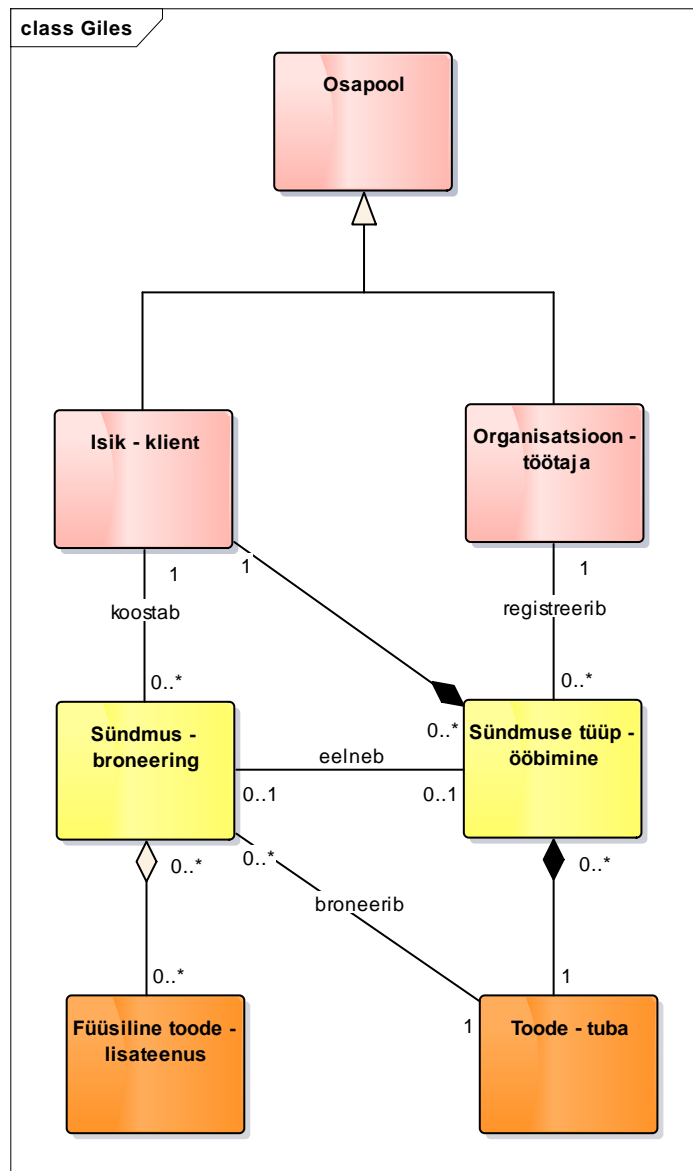 class Giles
Osapool
Isik - klient
Organisatsioon -
töötaja
1
1
1
koostab
registreerib
0..*
0..*
0..*
Sündmus -
broneering
Sündmuse tüüp -
ööbimine
eelneb
0..1
0..1
0..*
0..*
0..*
broneerib
0..*
1
1
Füüsiline toode -
lisateenus
Toode - tuba